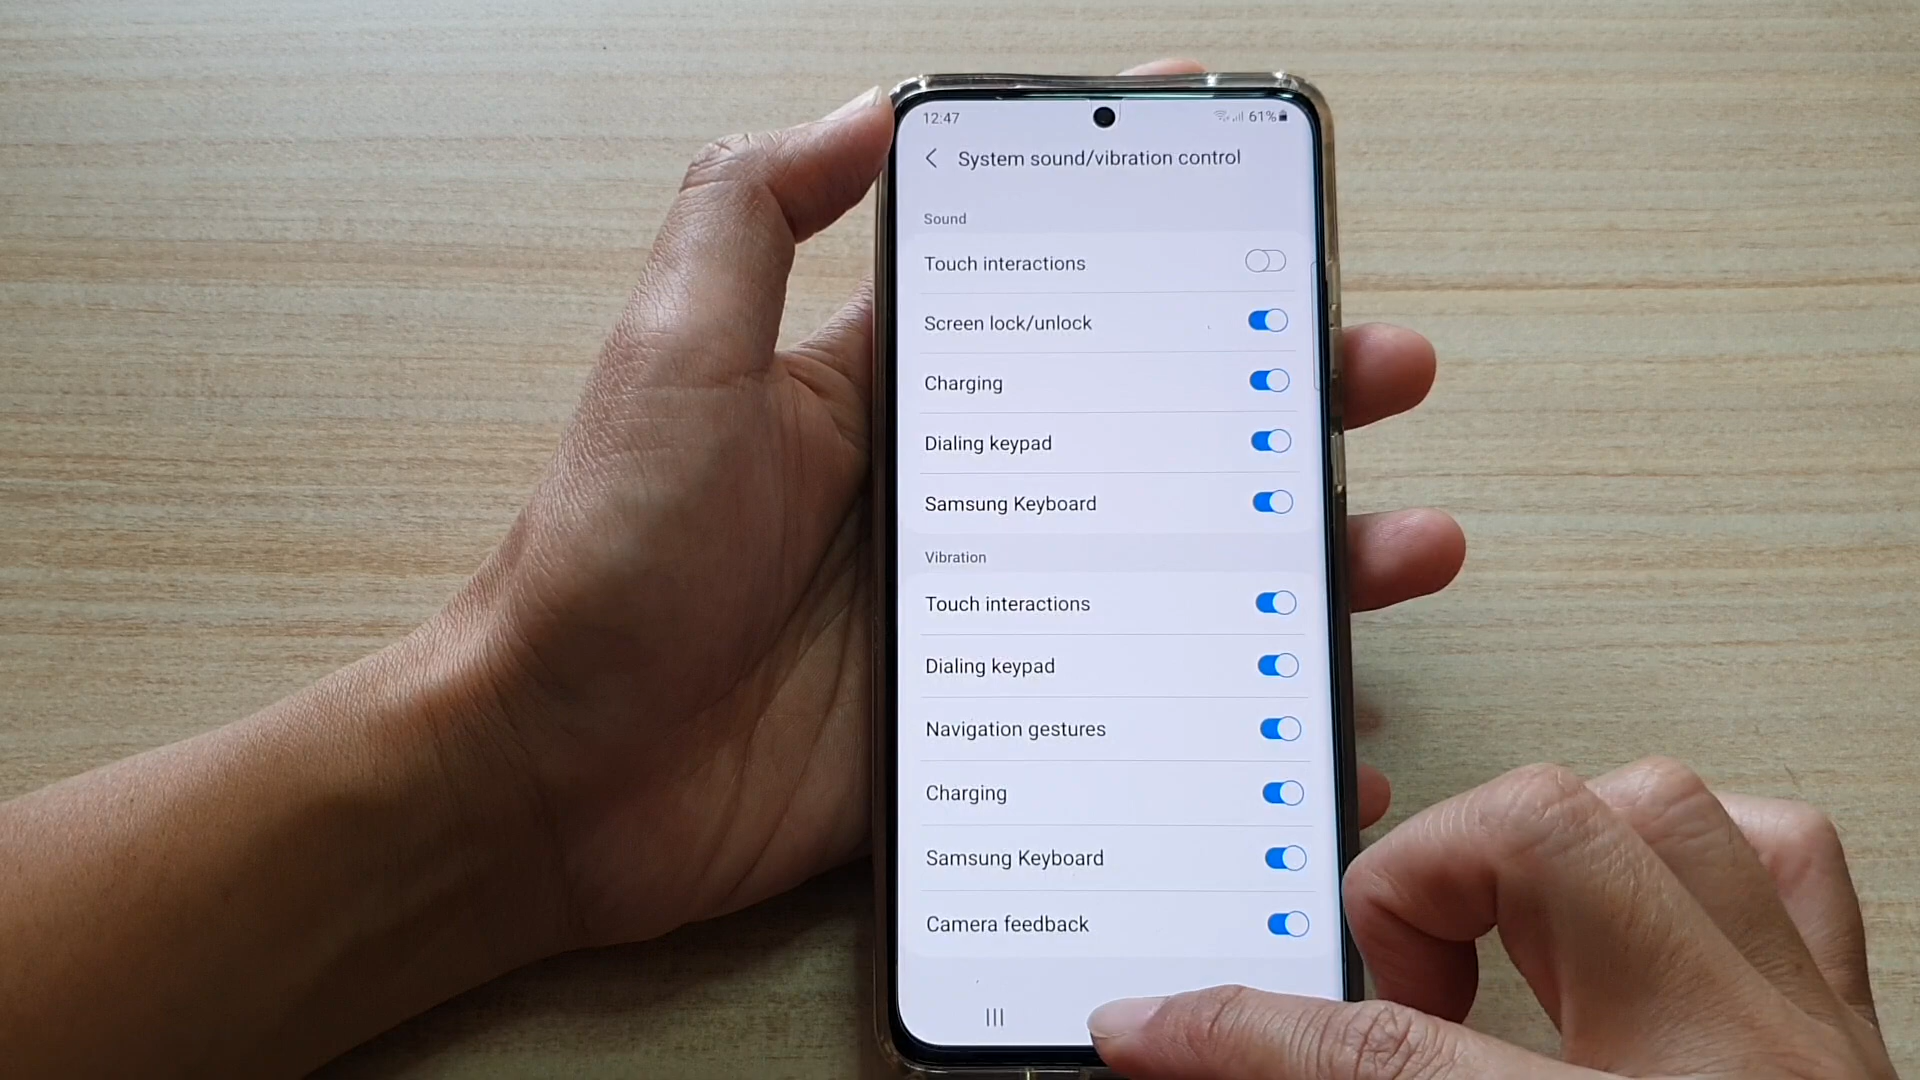 12:47
61%
System sound/vibration control
Sound
Touch interactions
Screen lock/unlock
Charging
Dialing keypad
Samsung Keyboard
Vibration
Touch interactions
Dialing keypad
Navigation gestures
Charging
Samsung Keyboard
Camera feedback